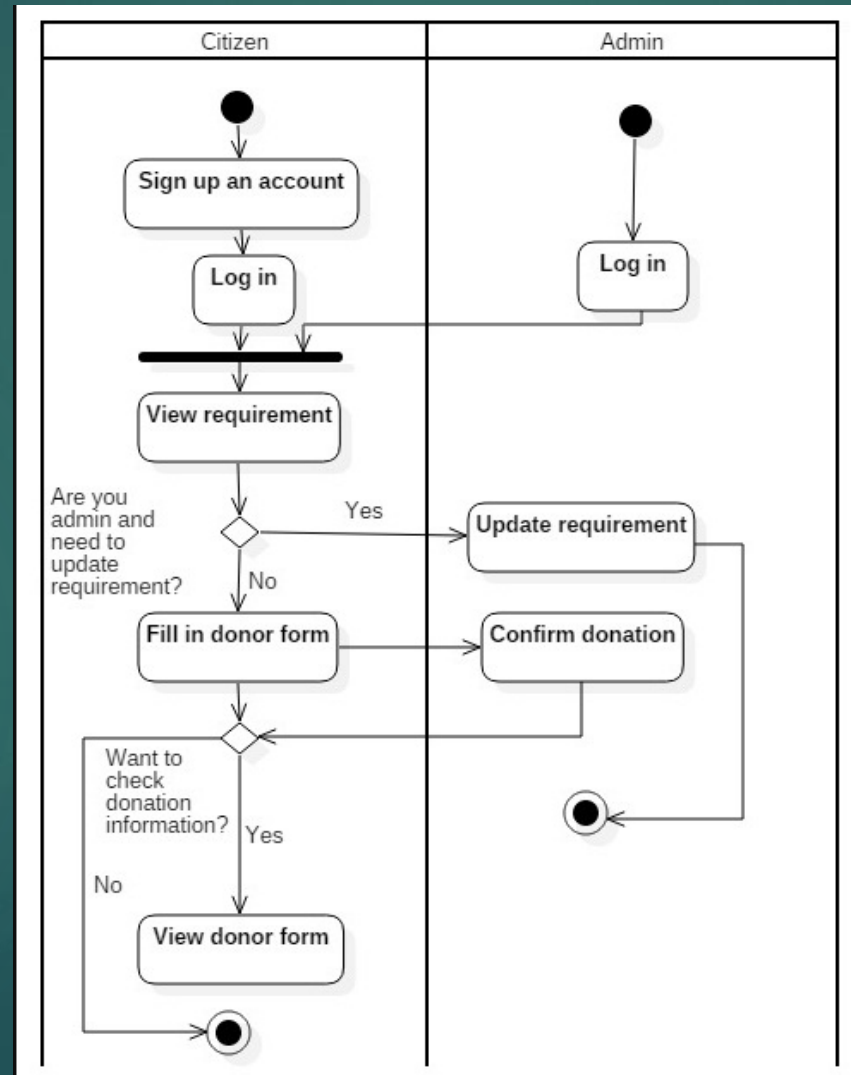 Citizen
Admin
Sign up an account
Log in
Log in
View requirement
Are you
admin and
need to
update
requirement?
Yes
Update requirement
No
Fill in donor form
Confirm donation
Want to
check
donation
information?
Yes
No
View donor form